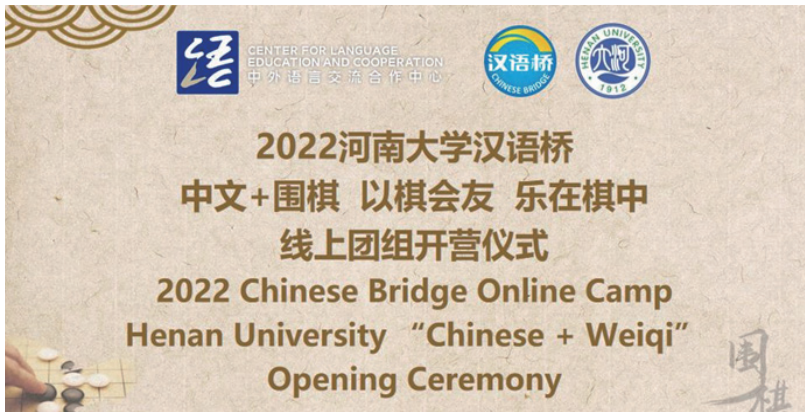 CENTER FOR LANGUAGE
EDUCATION AND COOPERATION
中外语言交流合作中心
汉语桥
CHINESE BRIDGE
HENAN UNIVERSITY
1912
2022河南大学汉语桥
中文+围棋 以棋会友 乐在棋中
线上团组开营仪式
2022 Chinese Bridge Online Camp
Henan University “Chinese + Weiqi”
Opening Ceremony
围
棋